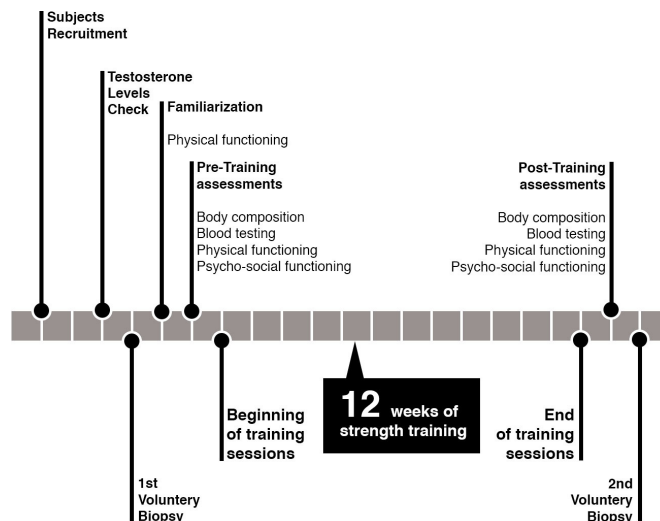 Subjects
Recruitment
Testosterone
Levels
Check
Familiarization
Physical functioning
Pre-Training
assessments
Body composition
Blood testing
Physical functioning
Psycho-social functioning
Post-Training
assessments
Body composition
Blood testing
Physical functioning
Psycho-social functioning
12 weeks of
strength training
Beginning
of training
sessions
End
of training
sessions
1st
Voluntery
Biopsy
2nd
Voluntery
Biopsy